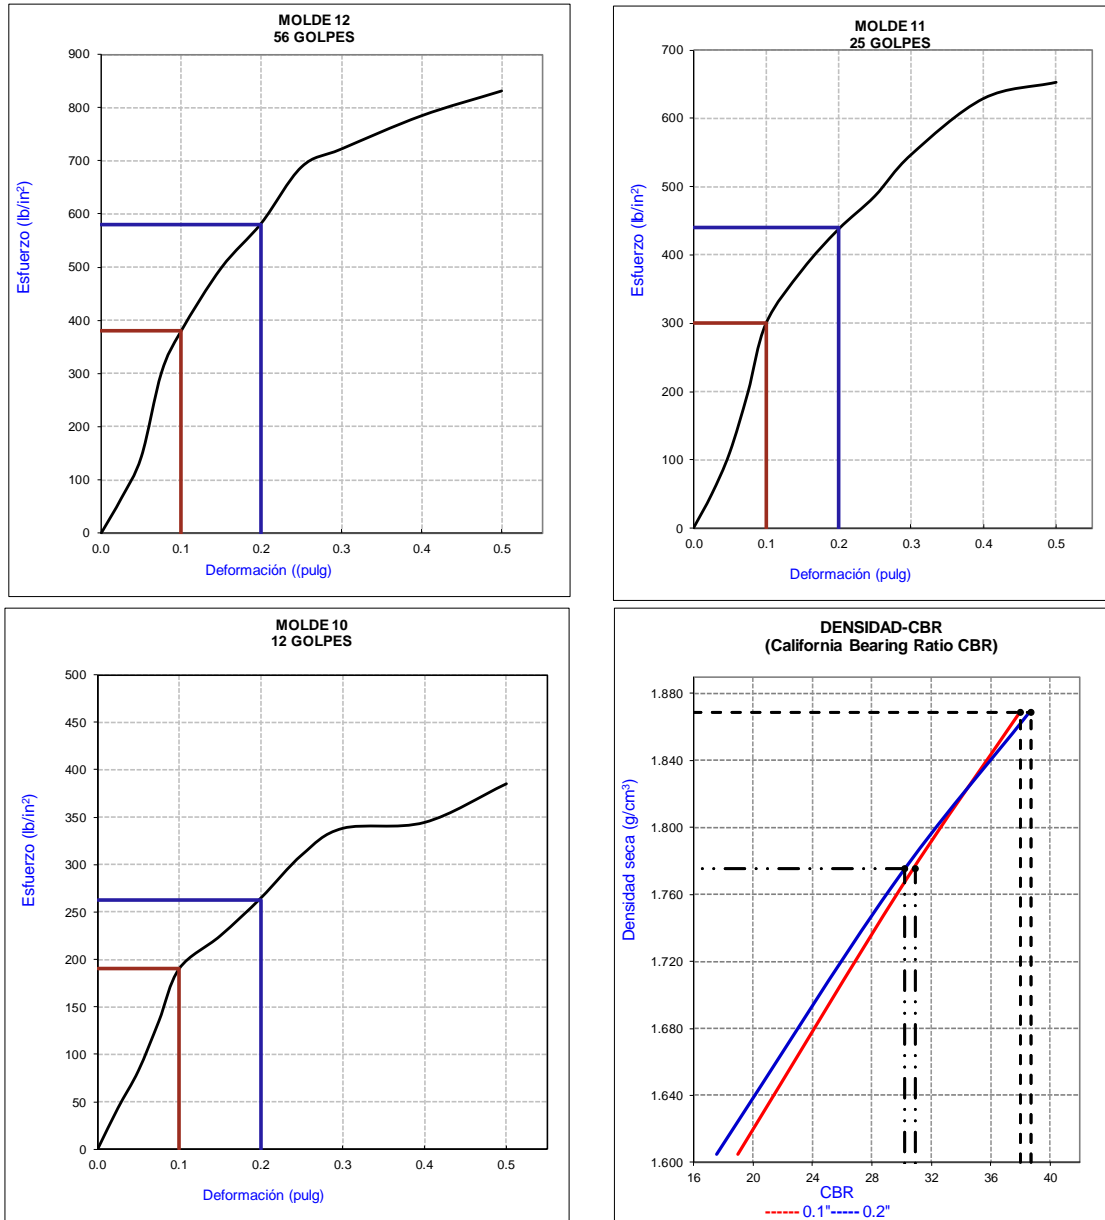 MOLDE 12
56 GOLPES
900
800
700
600
500
400
300
200
100
0
0.0 0.1 0.2 0.3 0.4 0.5
Esfuerzo (lb/in²)
Deformación ((pulg)
MOLDE 11
25 GOLPES
700
600
500
400
300
200
100
0
0.0 0.1 0.2 0.3 0.4 0.5
Esfuerzo (lb/in²)
Deformación (pulg)
MOLDE 10
12 GOLPES
500
450
400
350
300
250
200
150
100
50
0
0.0 0.1 0.2 0.3 0.4 0.5
Esfuerzo (lb/in²)
Deformación (pulg)
DENSIDAD-CBR
(California Bearing Ratio CBR)
1.880
1.840
1.800
1.760
1.720
1.680
1.640
1.600
16 20 24 28 32 36 40
Densidad seca (g/cm³)
CBR
0.1" 0.2"